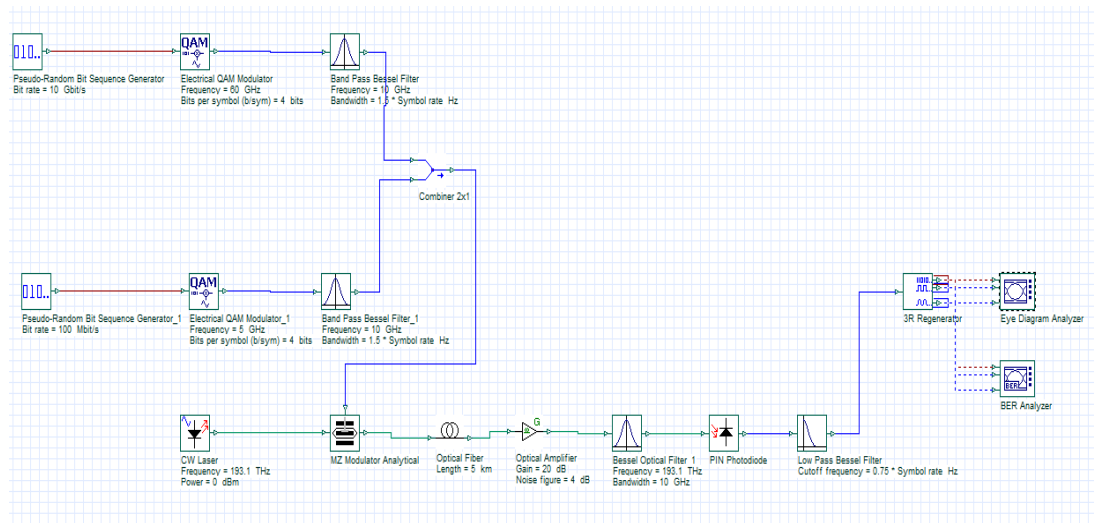 QAM
Pseudo-Random Bit Sequence Generator
Bit rate = 10 Gbit/s
Electrical QAM Modulator
Frequency = 60 GHz
Bits per symbol (b/sym) = 4 bits
Band Pass Bessel Filter
Frequency = 10 GHz
Bandwidth = 1.5 * Symbol rate Hz
Combiner 2x1
QAM
Pseudo-Random Bit Sequence Generator_1
Bit rate = 100 Mbit/s
Electrical QAM Modulator_1
Frequency = 5 GHz
Bits per symbol (b/sym) = 4 bits
Band Pass Bessel Filter_1
Frequency = 10 GHz
Bandwidth = 1.5 * Symbol rate Hz
3R Regenerator
Eye Diagram Analyzer
BER
BER Analyzer
CW Laser
Frequency = 193.1 THz
Power = 0 dBm
MZ Modulator Analytical
Optical Fiber
Length = 5 km
G
Optical Amplifier
Gain = 20 dB
Noise figure = 4 dB
Bessel Optical Filter_1
Frequency = 193.1 THz
Bandwidth = 10 GHz
PIN Photodiode
Low Pass Bessel Filter
Cutoff frequency = 0.75 * Symbol rate Hz